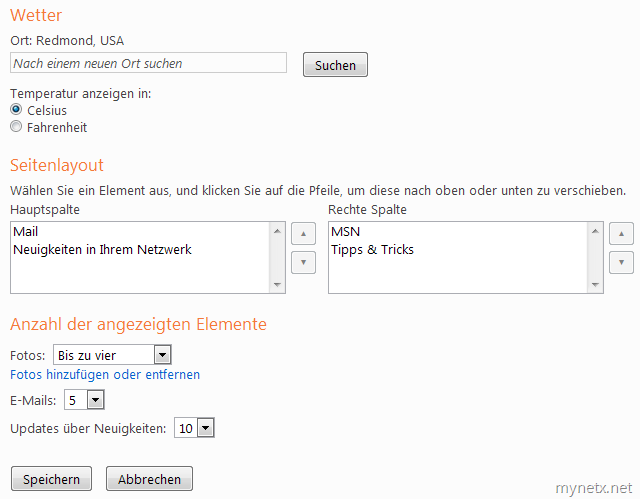 Wetter
Ort: Redmond, USA
Nach einem neuen Ort suchen
Suchen
Temperatur anzeigen in:
Celsius
Fahrenheit
Seitenlayout
Wählen Sie ein Element aus, und klicken Sie auf die Pfeile, um diese nach oben oder unten zu verschieben.
Hauptspalte
Mail
Neuigkeiten in Ihrem Netzwerk
Rechte Spalte
MSN
Tipps & Tricks
Anzahl der angezeigten Elemente
Fotos: Bis zu vier
Fotos hinzufügen oder entfernen
E-Mails: 5
Updates über Neuigkeiten: 10
Speichern Abbrechen
mynetx.net